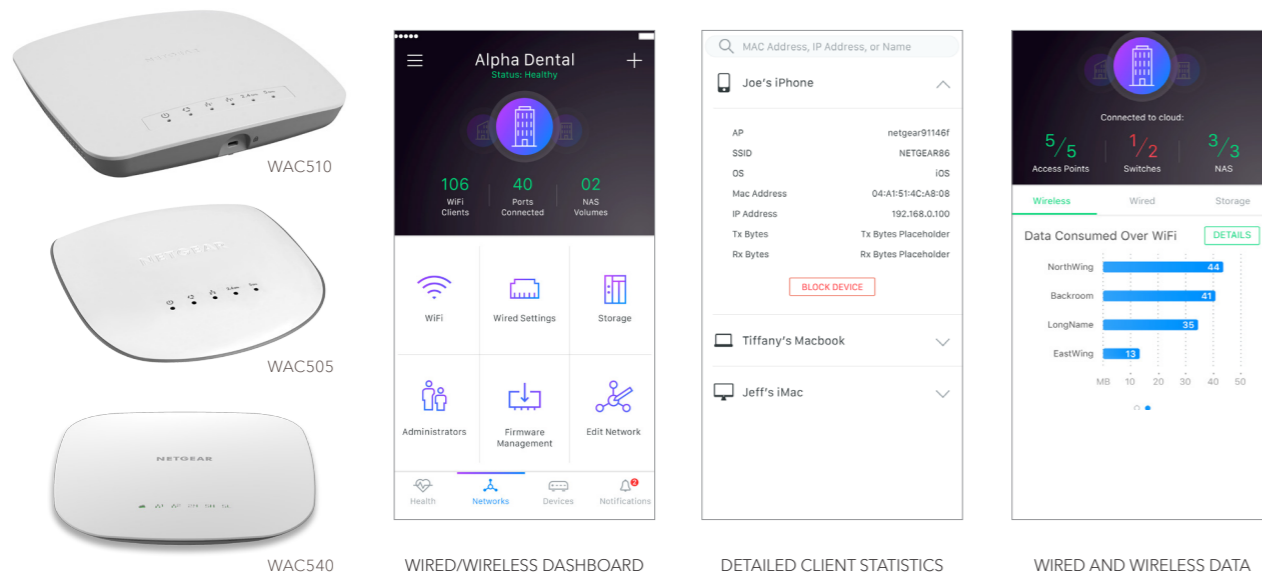 WAC510
NETGEAR
WAC505
NETGEAR
WAC540
Alpha Dental
Status: Healthy
106
40
02
WiFi
Clients
Ports
Connected
NAS
Volumes
WiFi
Wired Settings
Storage
Administrators
Firmware
Management
Edit Network
2
Health
Networks
Devices
Notifications
WIRED/WIRELESS DASHBOARD
MAC Address, IP Address, or Name
Joe's iPhone
AP netgear91146f
SSID NETGEAR86
OS iOS
Mac Address 04:A1:51:4C:A8:08
IP Address 192.168.0.100
Tx Bytes Tx Bytes Placeholder
Rx Bytes Rx Bytes Placeholder
BLOCK DEVICE
Tiffany's Macbook
Jeff's iMac
DETAILED CLIENT STATISTICS
Connected to cloud:
5/5
1/2
3/3
Access Points
Switches
NAS
Wireless
Wired
Storage
Data Consumed Over WiFi
DETAILS
NorthWing 44
Backroom 41
LongName 35
EastWing 13
MB 10 20 30 40 50
WIRED AND WIRELESS DATA